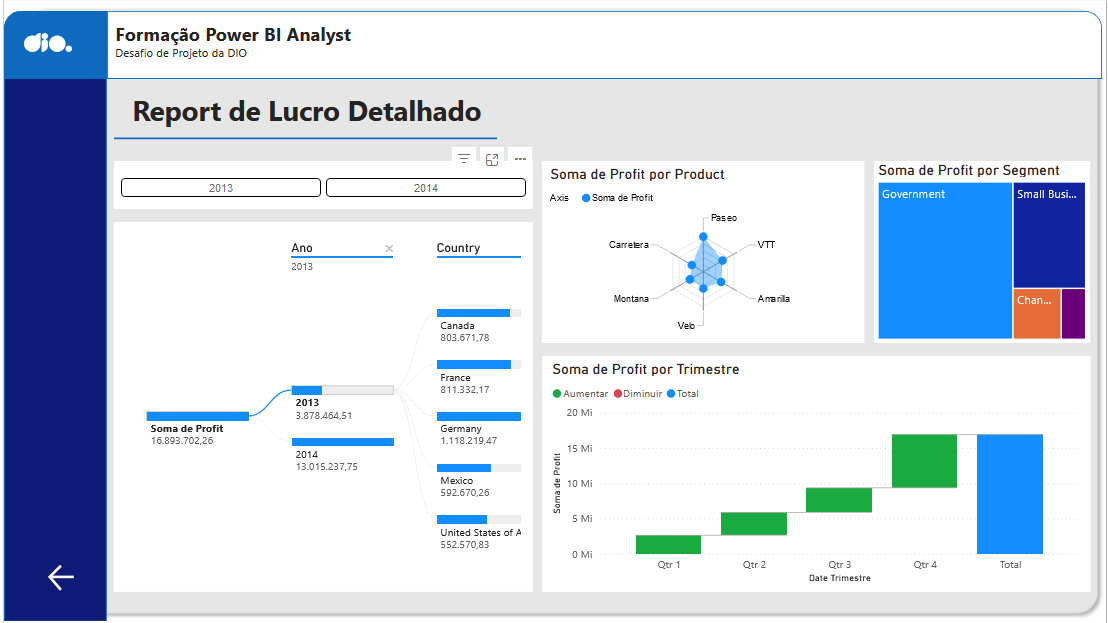 dio.
Formação Power BI Analyst
Desafio de Projeto da DIO
Report de Lucro Detalhado
2013
2014
Ano
2013
Country
Soma de Profit
16.893.702,26
2013
3.878.464,51
2014
13.015.237,75
Canada
803.671,78
France
811.332,17
Germany
1.118.219,47
Mexico
592.670,26
United States of A
552.570,83
Soma de Profit por Product
Axis
Soma de Profit
Paseo
VTT
Amarilla
Velo
Montana
Carretera
Soma de Profit por Segment
Government
Small Busi...
Chan...
Soma de Profit por Trimestre
Aumentar Diminuir Total
Soma de Profit
20 Mi
15 Mi
10 Mi
5 Mi
0 Mi
Qtr 1
Qtr 2
Qtr 3
Qtr 4
Total
Date Trimestre